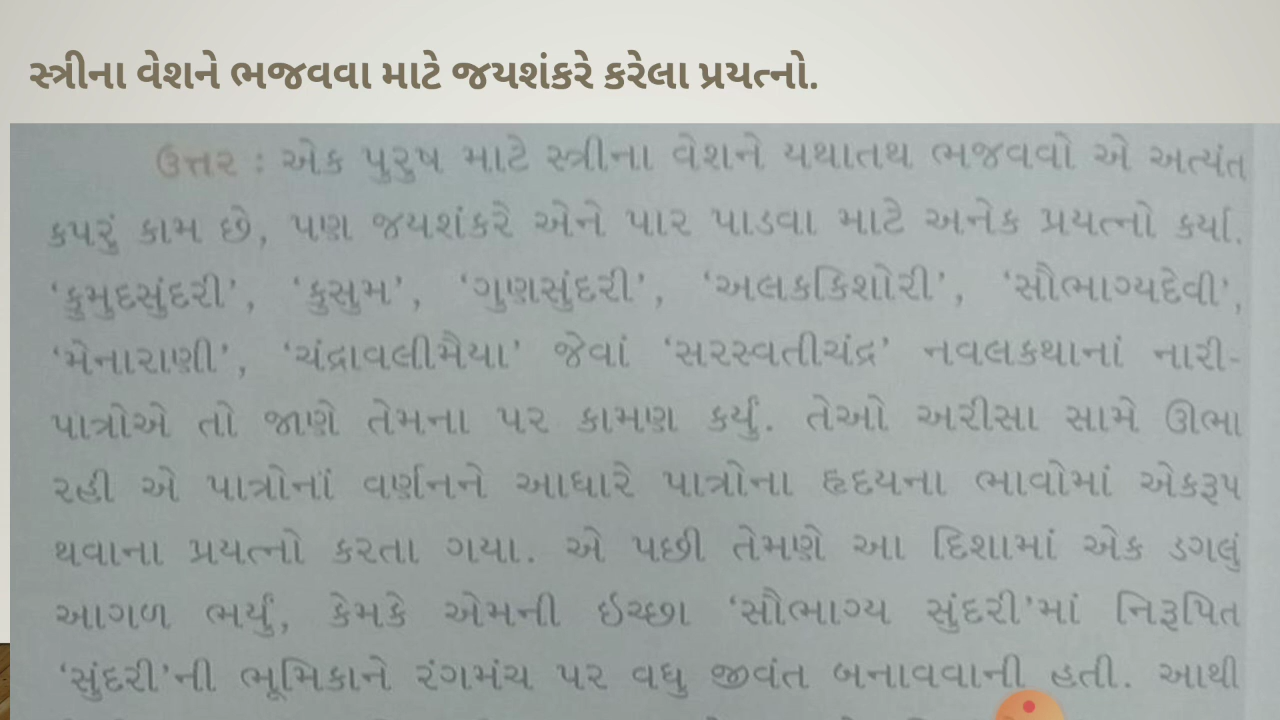 સ્ત્રીના વેશને ભજવવા માટે જયશંકરે કરેલા પ્રયત્નો.
ઉત્તર : એક પુરુષ માટે સ્ત્રીના વેશને યથાતથ ભજવવો એ અત્યંત
કપરું કામ છે, પણ જયશંકરે એને પાર પાડવા માટે અનેક પ્રયત્નો કર્યા.
‘કુમુદસુંદરી’, ‘કુસુમ’, ‘ગુણસુંદરી’, ‘અલકકિશોરી’, ‘સૌભાગ્યદેવી’,
‘મેનારાણી’, ‘ચંદ્રાવલીમૈયા’ જેવાં ‘સરસ્વતીચંદ્ર’ નવલકથાનાં નારી-
પાત્રોએ તો જાણે તેમના પર કામણ કર્યું. તેઓ અરીસા સામે ઊભા
રહી એ પાત્રોનાં વર્ણનને આધારે પાત્રોના હૃદયના ભાવોમાં એકરૂપ
થવાના પ્રયત્નો કરતા ગયા. એ પછી તેમણે આ દિશામાં એક ડગલું
આગળ ભર્યું, કેમકે એમની ઇચ્છા ‘સૌભાગ્ય સુંદરી’માં નિરૂપિત
‘સુંદરી’ની ભૂમિકાને રંગમંચ પર વધુ જીવંત બનાવવાની હતી. આથી